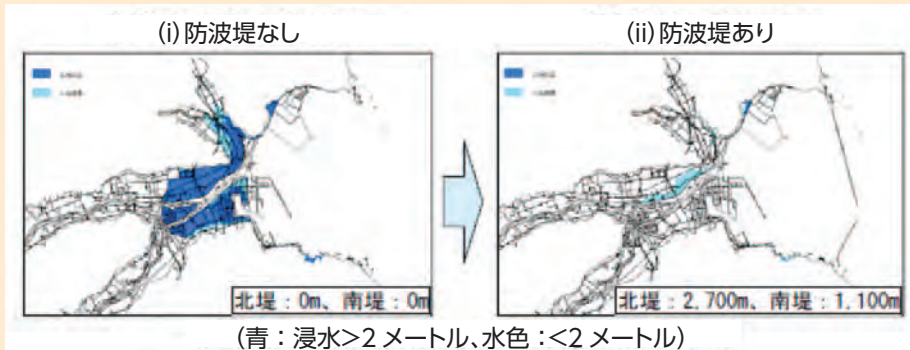 (i)防波堤なし
(ii)防波堤あり
北堤：0m、南堤：0m
北堤：2.700m、南堤：1.100m
(青：浸水>2メートル、水色：<2メートル)